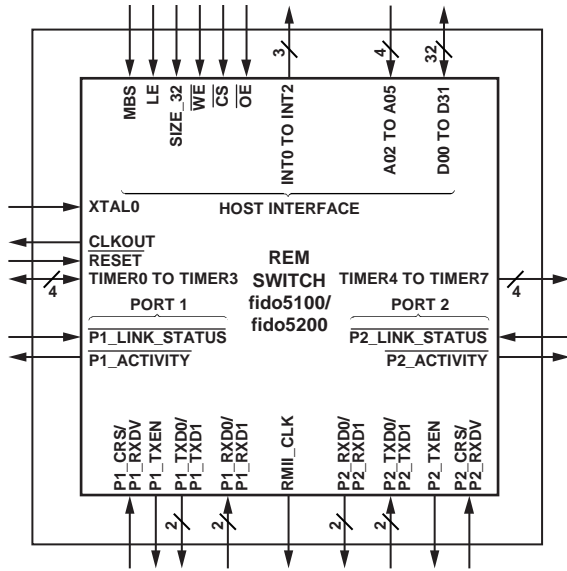 3
4
32
MBS
LE
SIZE_32
WE
CS
OE
INT0 TO INT2
A02 TO A05
D00 TO D31
HOST INTERFACE
XTAL0
CLKOUT
RESET
TIMER0 TO TIMER3
4
REM
SWITCH
fido5100/
fido5200
TIMER4 TO TIMER7
4
PORT 1
P1_LINK_STATUS
P1_ACTIVITY
PORT 2
P2_LINK_STATUS
P2_ACTIVITY
P1_CRS/
P1_RXDV
P1_TXEN
P1_TXD0/
P1_TXD1
P1_RXD0/
P1_RXD1
RMII_CLK
P2_RXD0/
P2_RXD1
P2_TXD0/
P2_TXD1
P2_TXEN
P2_CRS/
P2_RXDV
2
2
2
2